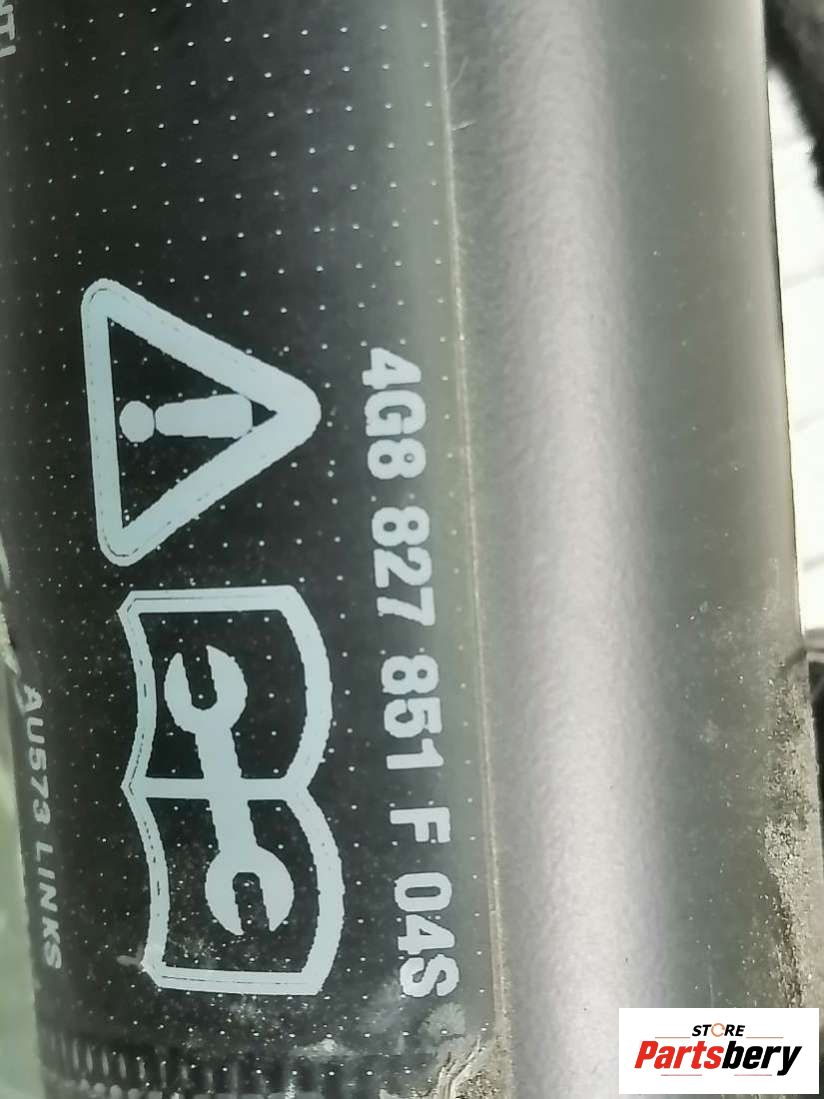 4G8 827 851 F 04S
AU573 LINKS
STORE
Partsbery